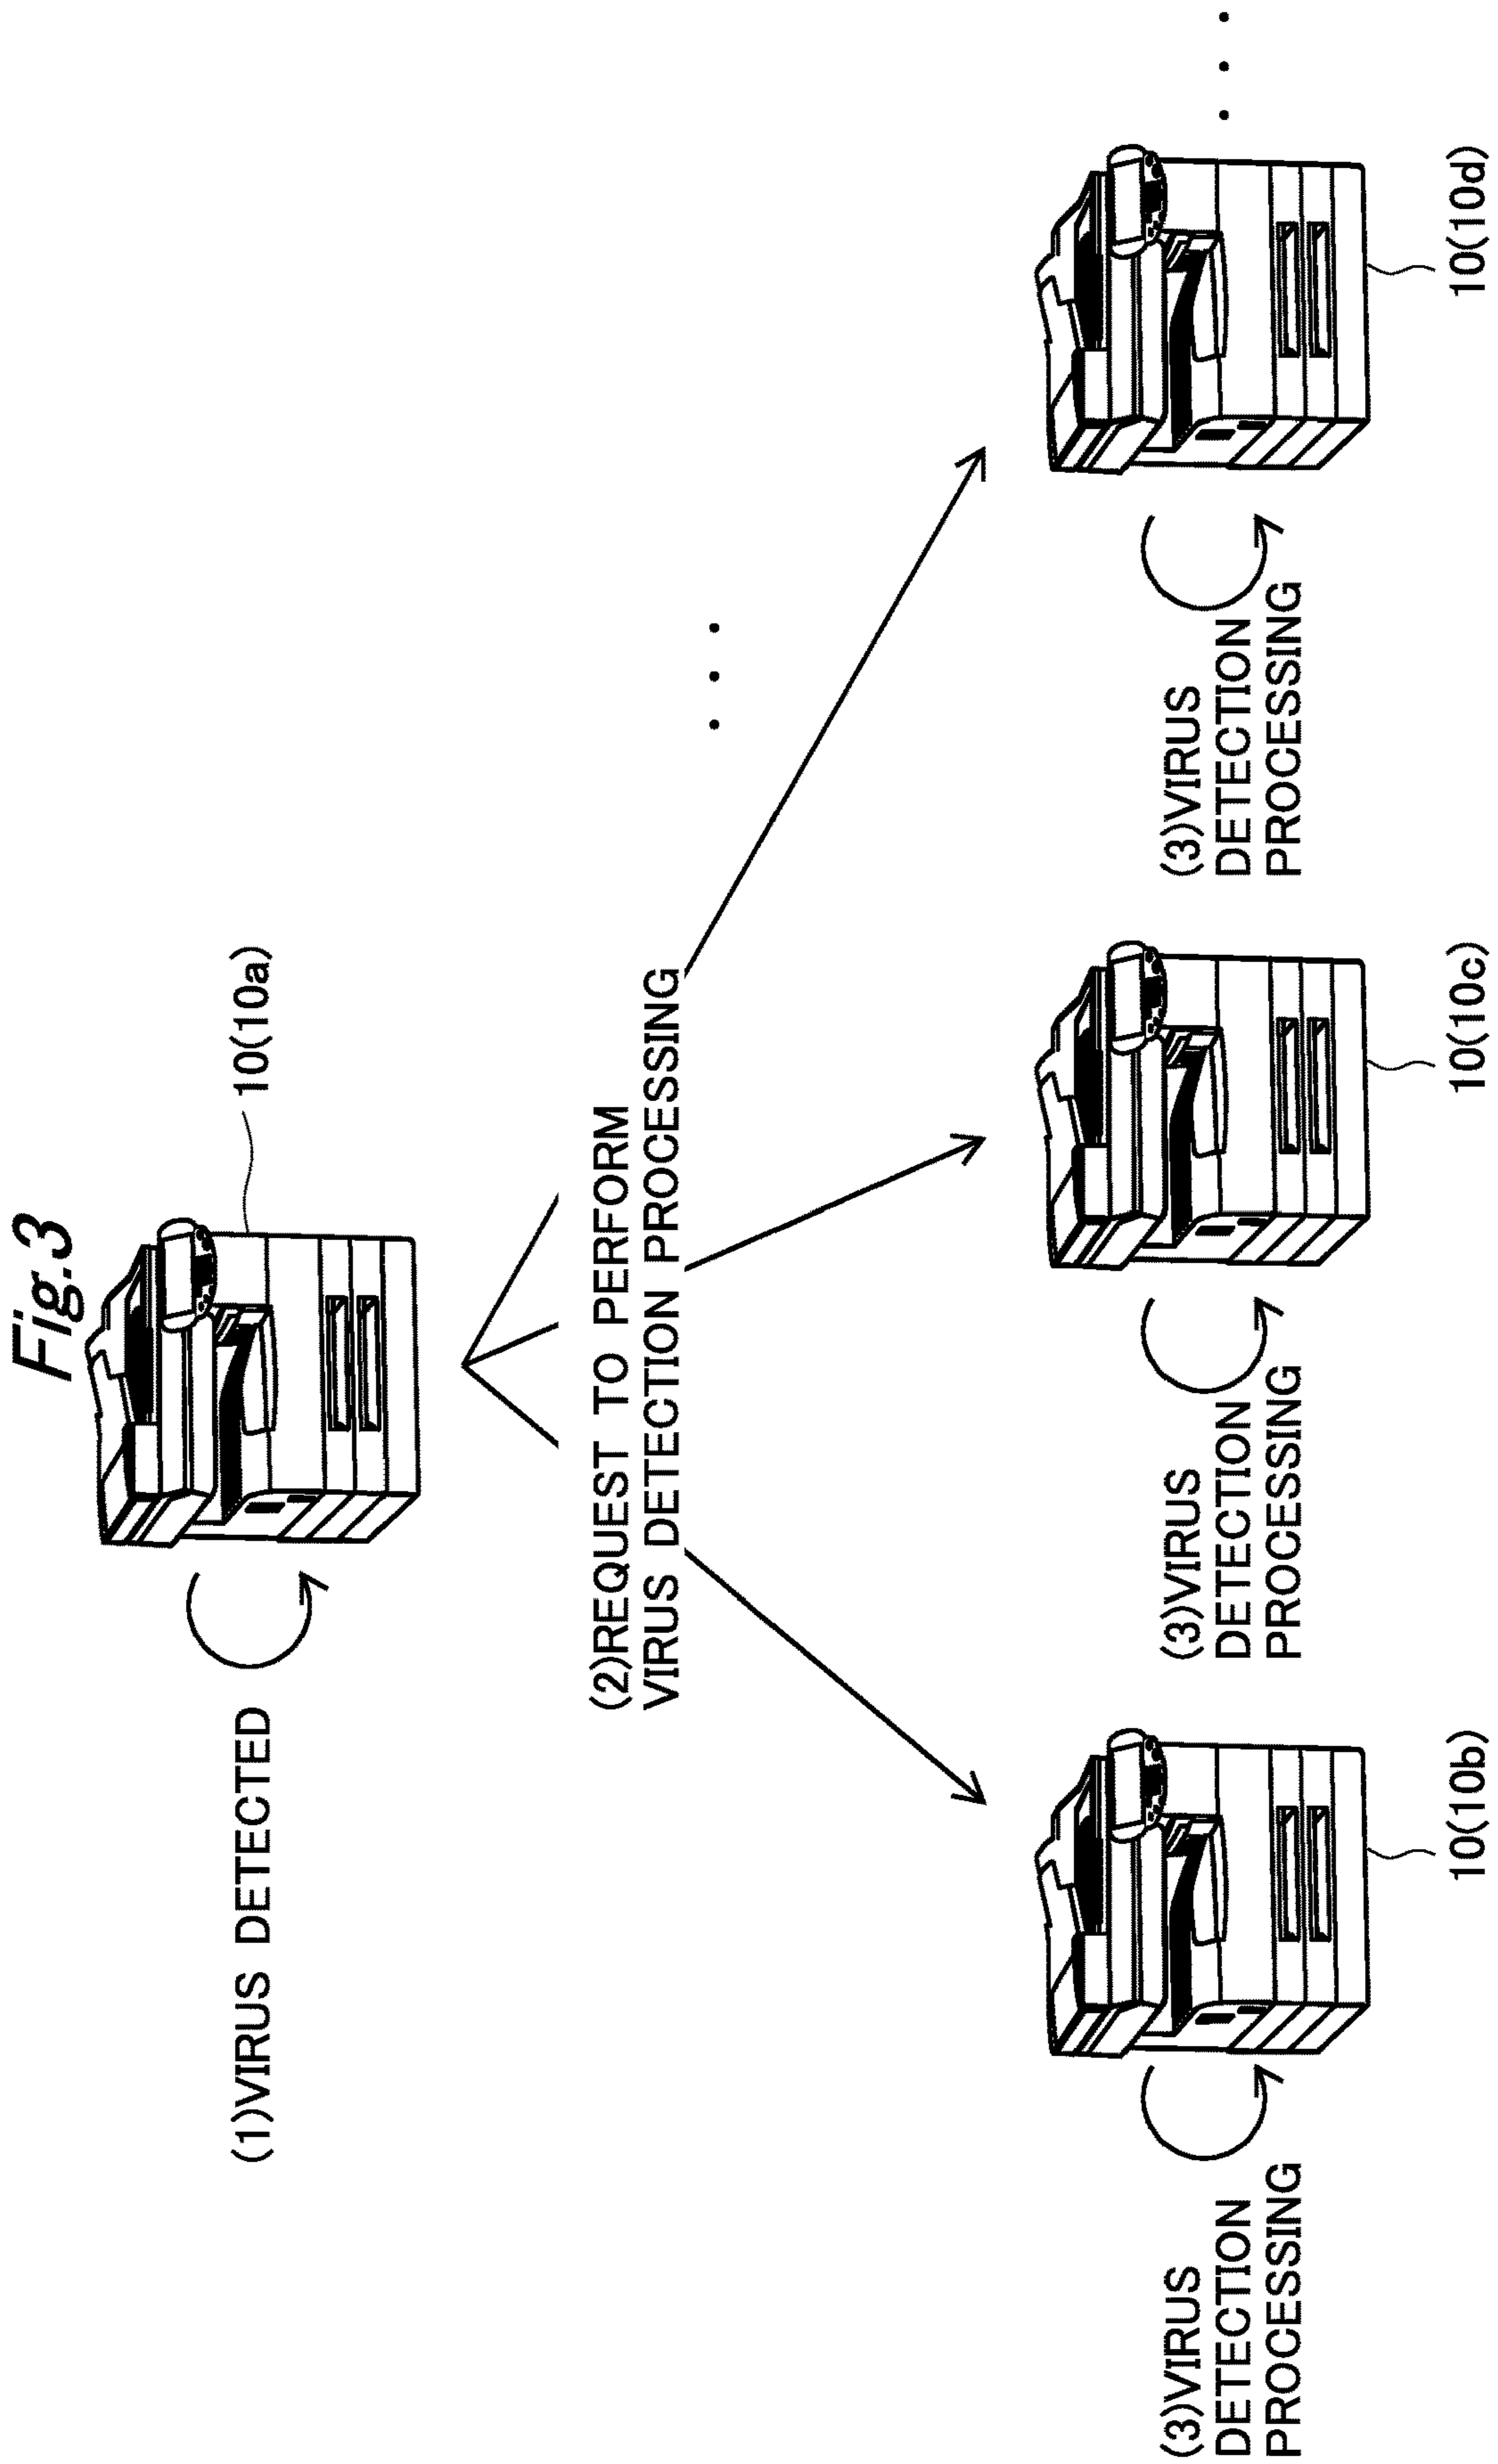 Fig.3
10(10a)
(1)VIRUS DETECTED
(2)REQUEST TO PERFORM
VIRUS DETECTION PROCESSING
. . .
(3)VIRUS
DETECTION
PROCESSING
10(10b)
(3)VIRUS
DETECTION
PROCESSING
10(10c)
(3)VIRUS
DETECTION
PROCESSING
10(10d)
. . .